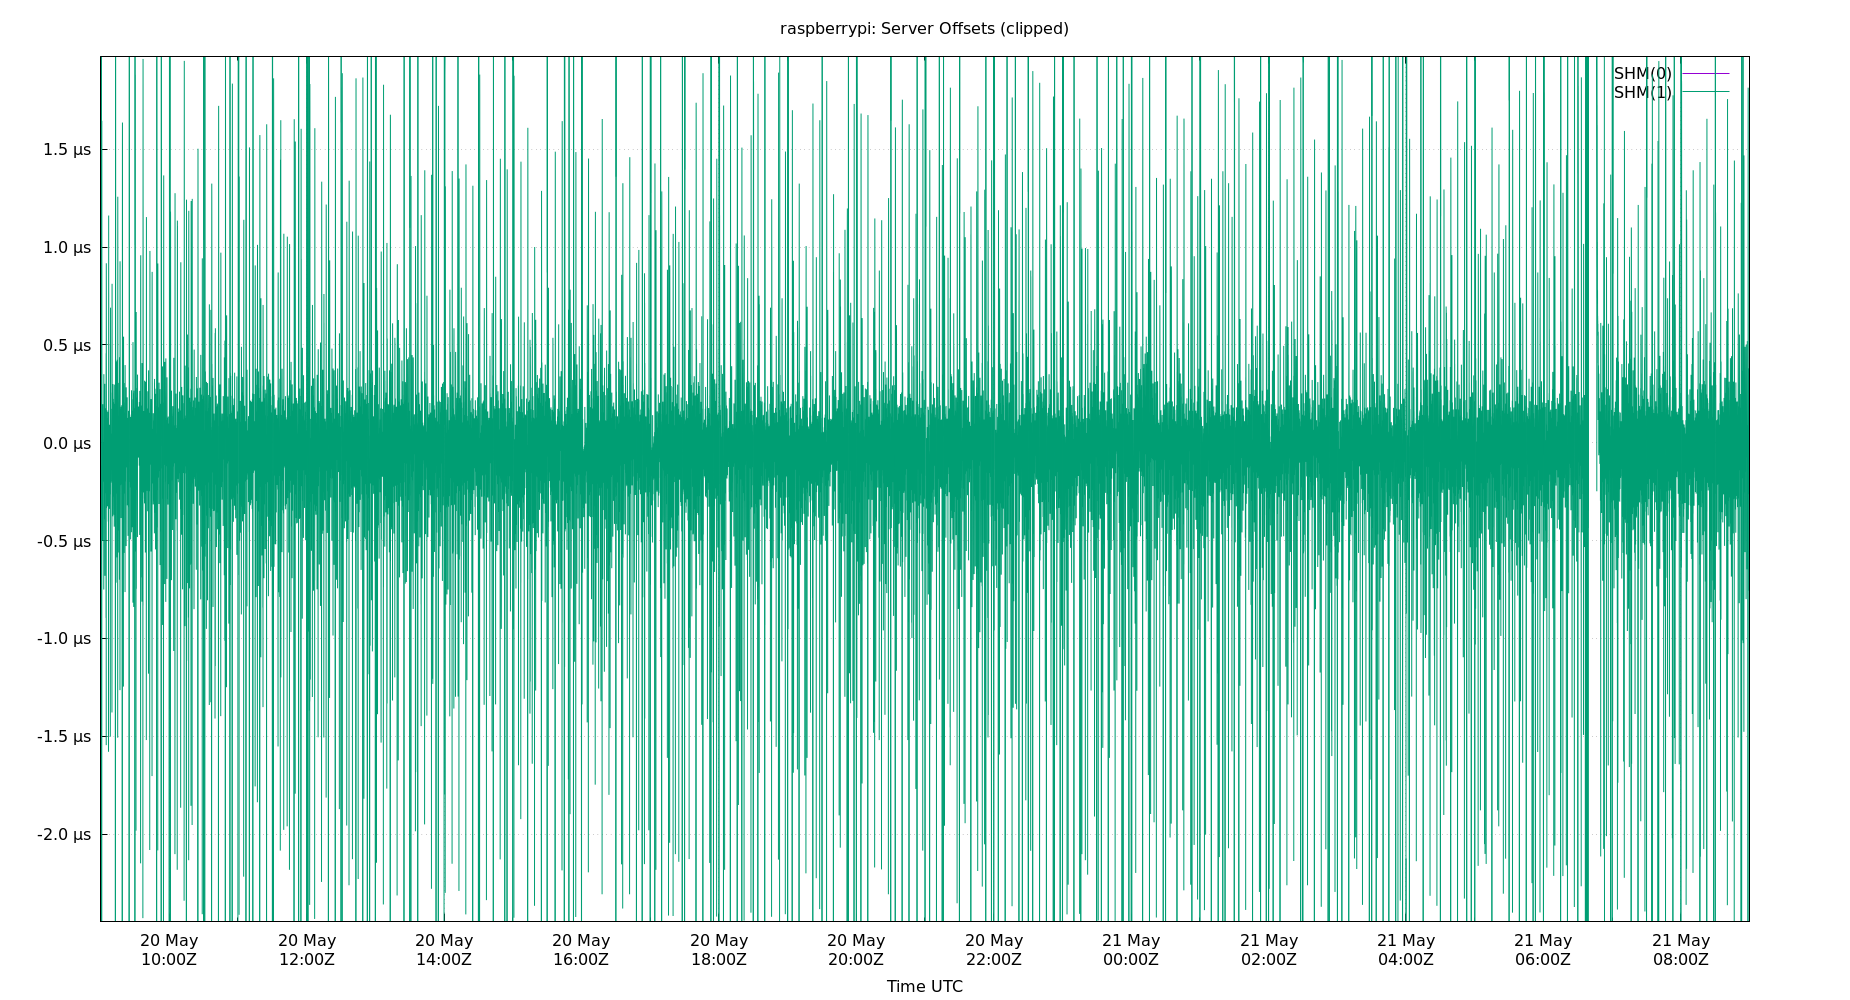 raspberrypi: Server Offsets (clipped)
SHM(0)
SHM(1)
1.5 µs
1.0 µs
0.5 µs
0.0 µs
-0.5 µs
-1.0 µs
-1.5 µs
-2.0 µs
20 May 20 May 20 May 20 May 20 May 20 May 20 May 21 May 21 May 21 May 21 May 21 May
10:00Z 12:00Z 14:00Z 16:00Z 18:00Z 20:00Z 22:00Z 00:00Z 02:00Z 04:00Z 06:00Z 08:00Z
Time UTC